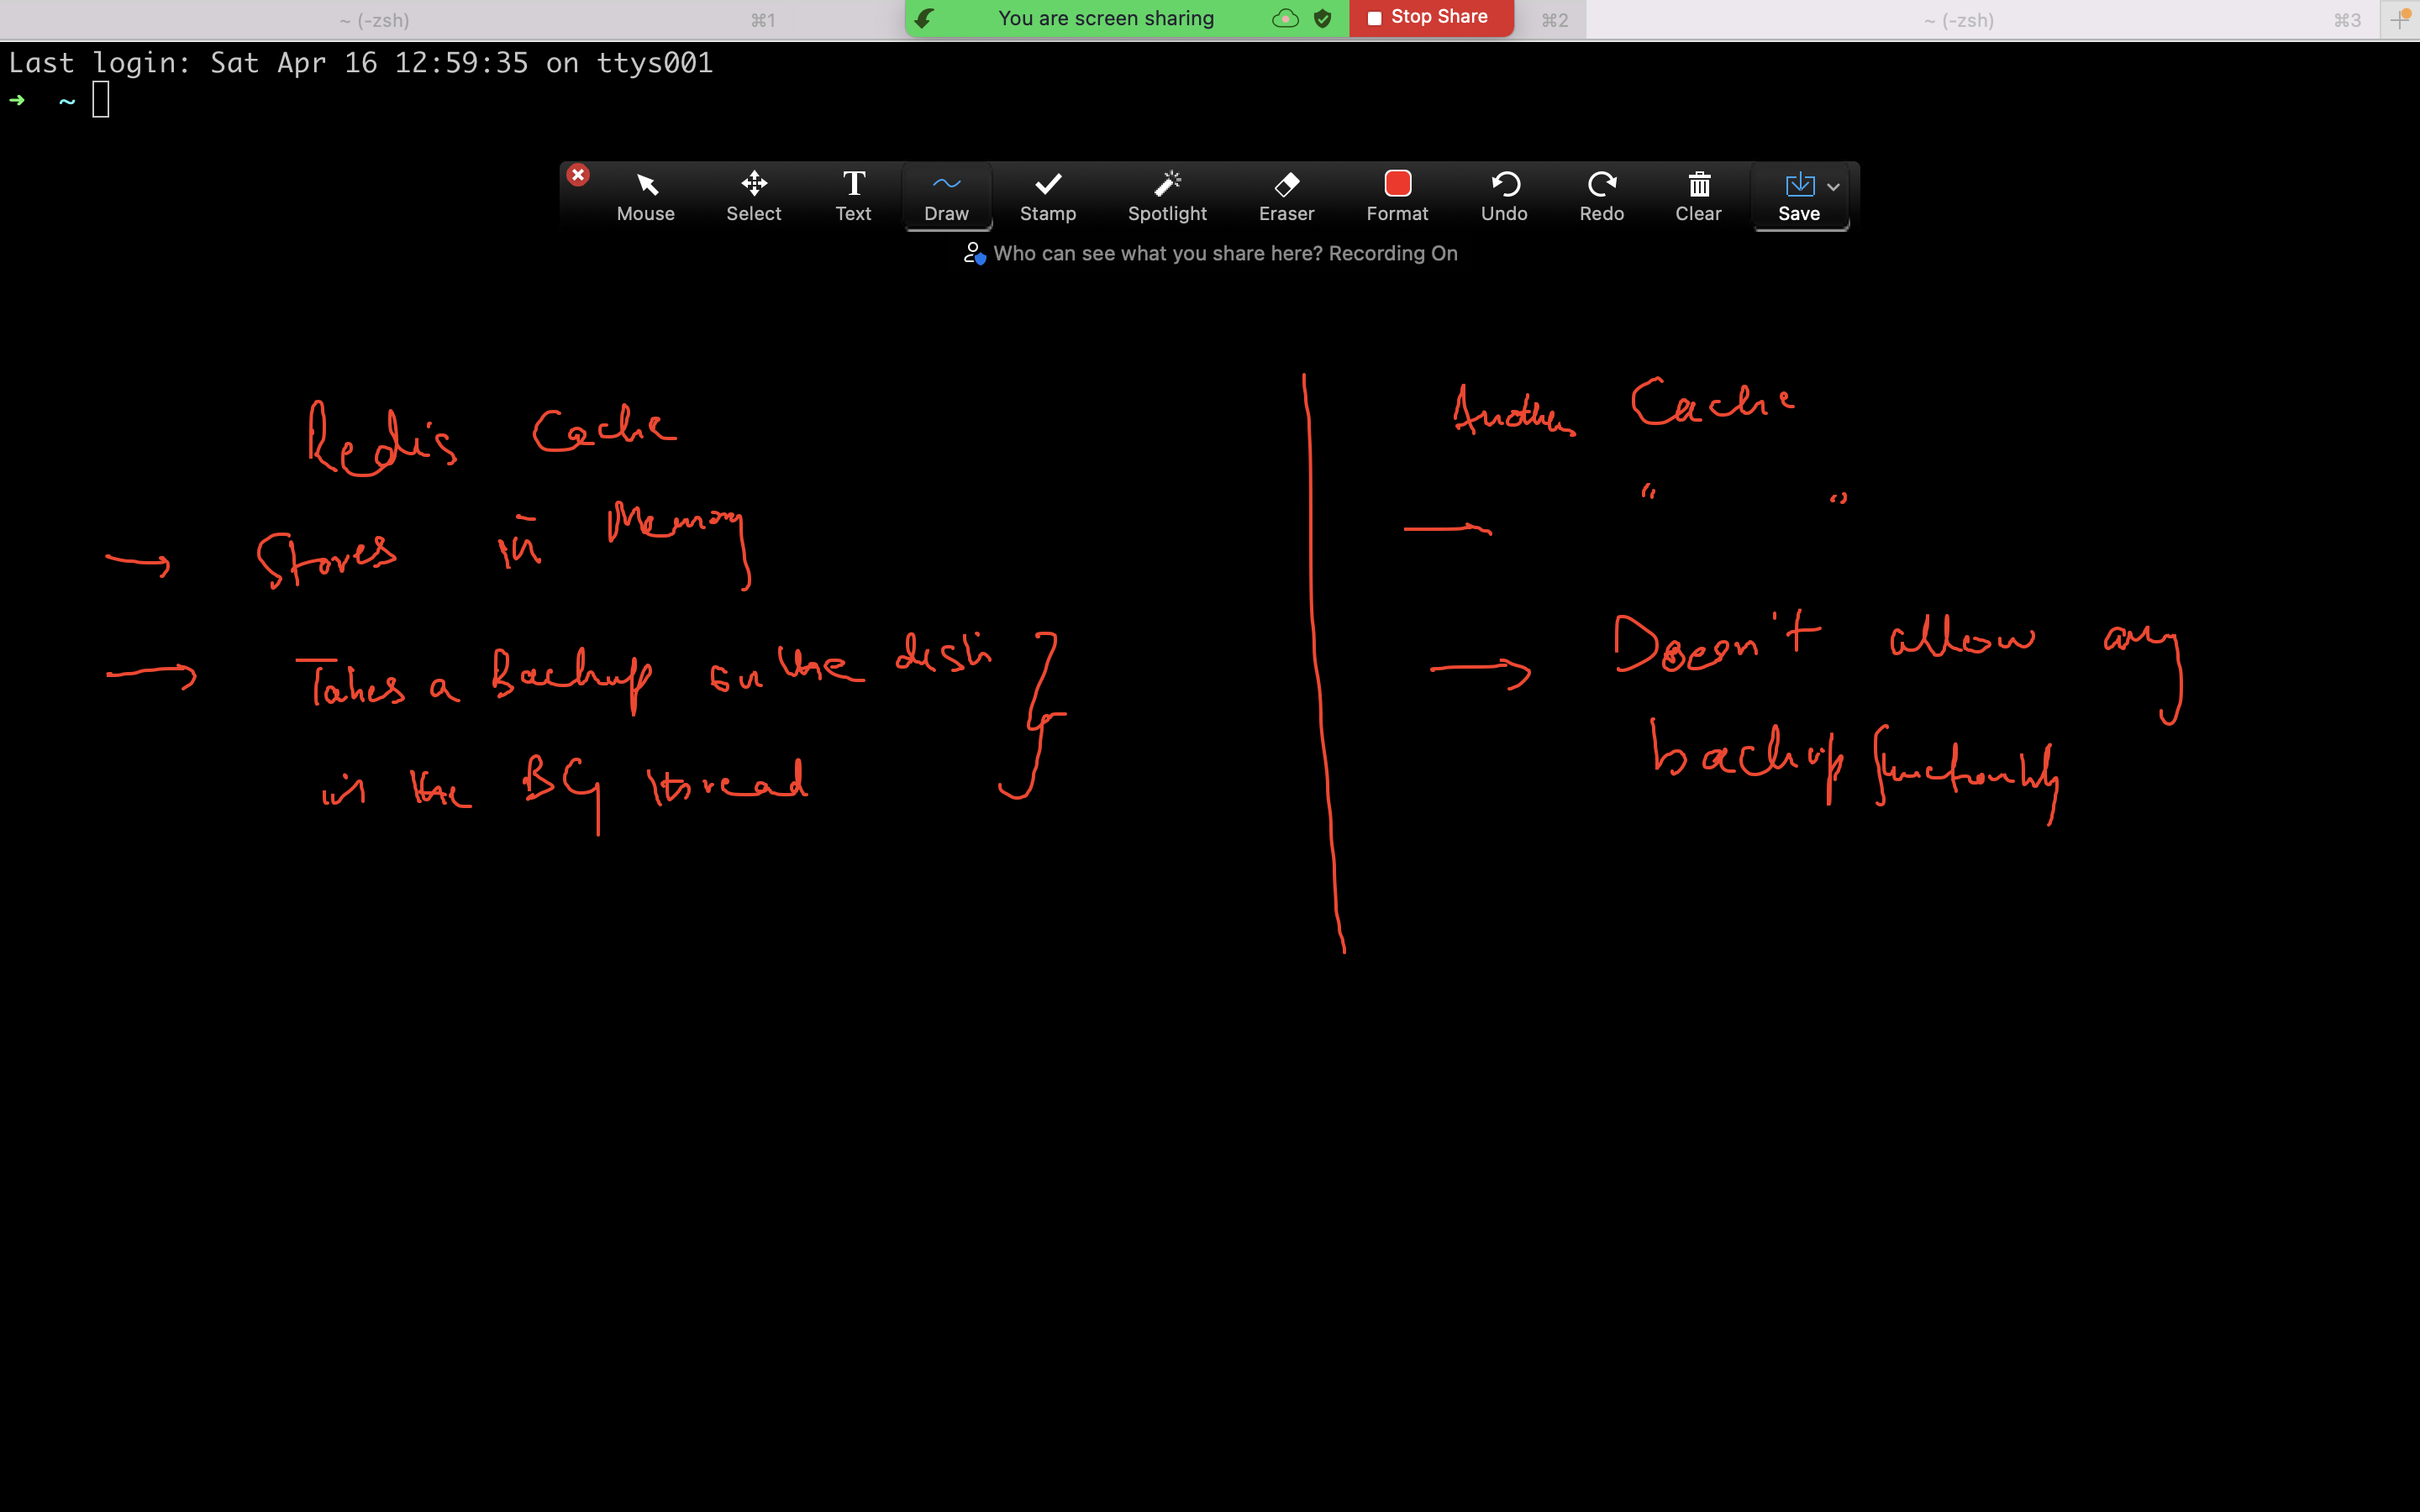 ~ (-zsh) ⌘1 You are screen sharing Stop Share ⌘2 ~ (-zsh) ⌘3
Last login: Sat Apr 16 12:59:35 on ttys001
➜ ~
Mouse Select Text Draw Stamp Spotlight Eraser Format Undo Redo Clear Save
Who can see what you share here? Recording On
Redis Cache
→ Stores in Memory
→ Takes a Backup on the disk
in the BG thread
Another Cache
→ " "
→ Doesn't allow any
backup functionality